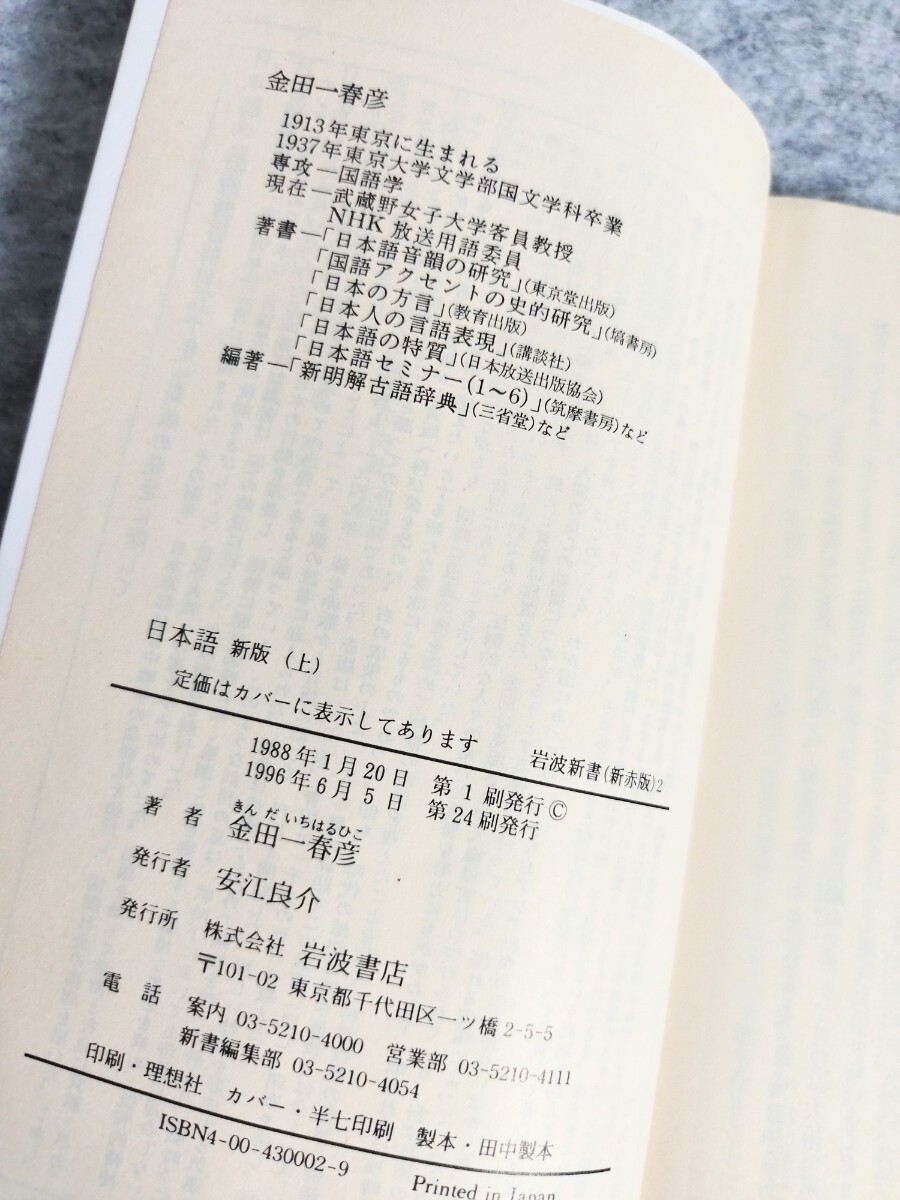 金田一春彦
1913年東京に生まれる
1937年東京大学文学部国文学科卒業
専攻―国語学
現在―武蔵野女子大学客員教授
NHK 放送用語委員
著書―「日本語音韻の研究」(東京堂出版)
「国語アクセントの史的研究」(塙書房)
「日本の方言」(教育出版)
「日本人の言語表現」(講談社)
「日本語の特質」(日本放送出版協会)
「日本語セミナー(1〜6)」(筑摩書房)など
編著―「新明解古語辞典」(三省堂)など
日本語 新版 (上)
定価はカバーに表示してあります 岩波新書(新赤版)2
1988年1月20日 第1刷発行©
1996年6月5日 第24刷発行
きんだいちはるひこ
著者 金田一春彦
発行者 安江良介
発行所 株式会社 岩波書店
〒101-02 東京都千代田区一ツ橋2-5-5
電話 案内 03-5210-4000 営業部 03-5210-4111
新書編集部 03-5210-4054
印刷・理想社 カバー・半七印刷 製本・田中製本
ISBN4-00-430002-9 Printed in Japan